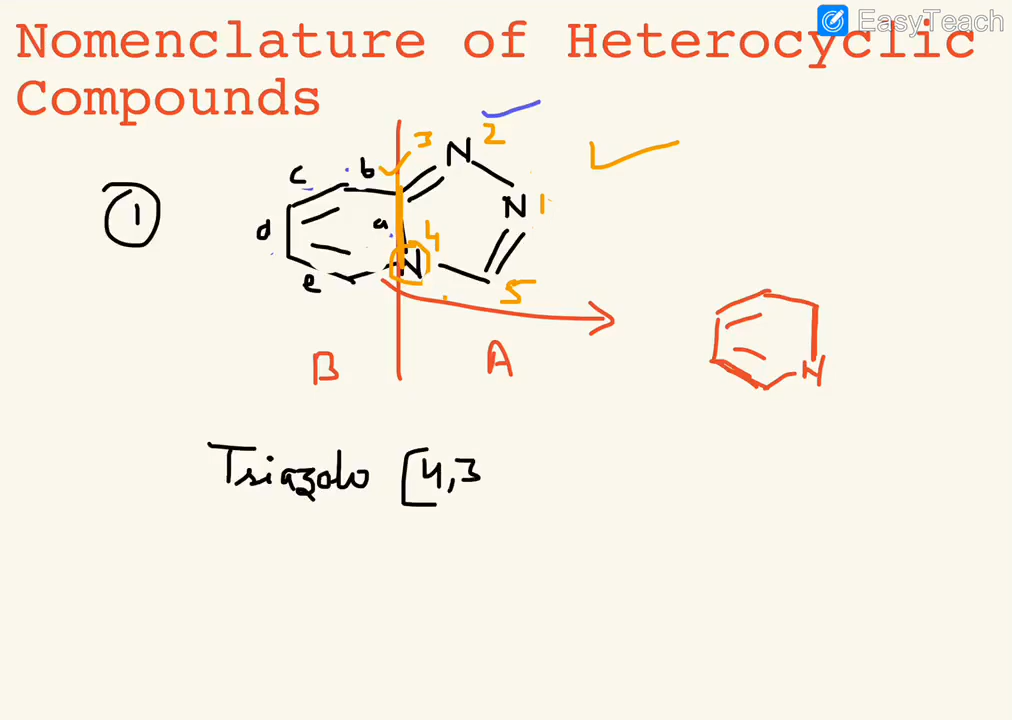 EasyTeach
Nomenclature of Heterocyclic
Compounds
3 N 2
c b
1
a N 1
d 4
N
e 5
B A
N
Triazolo [4,3